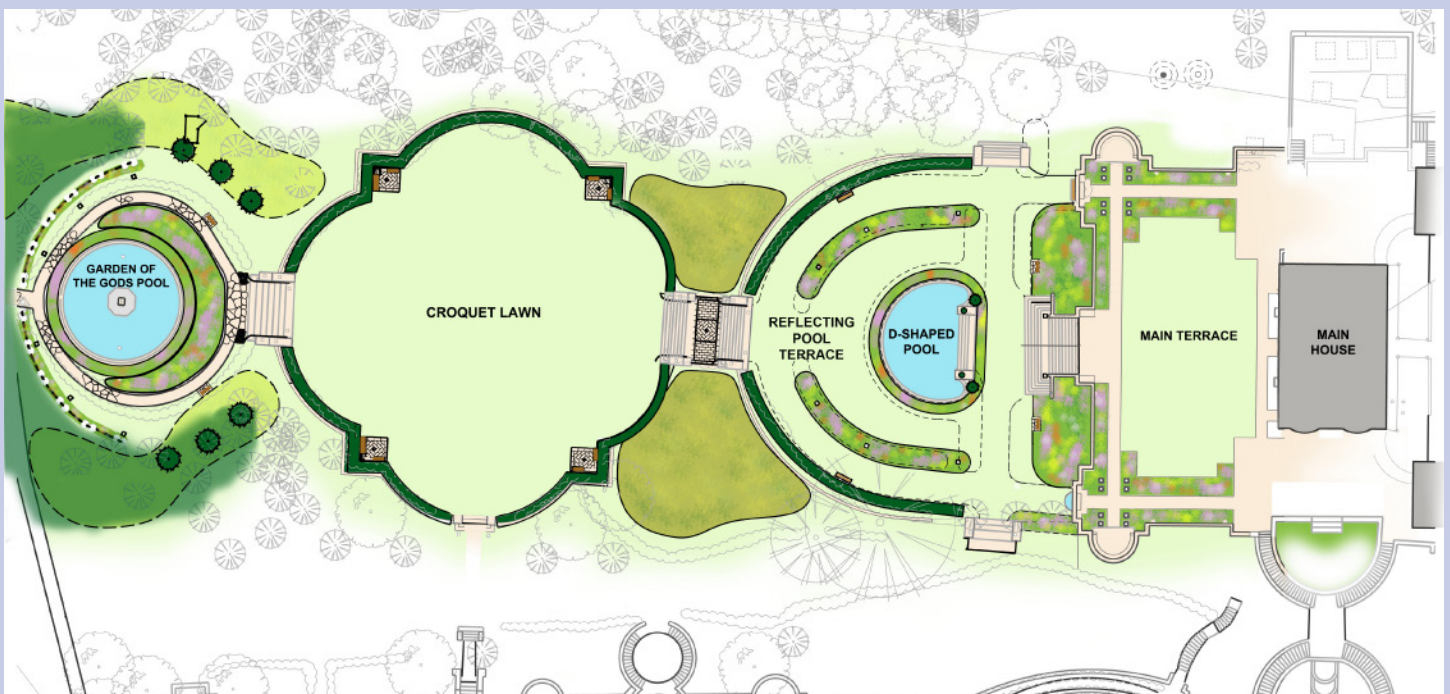 GARDEN OF
THE GODS POOL
CROQUET LAWN
REFLECTING
POOL
TERRACE
D-SHAPED
POOL
MAIN TERRACE
MAIN
HOUSE